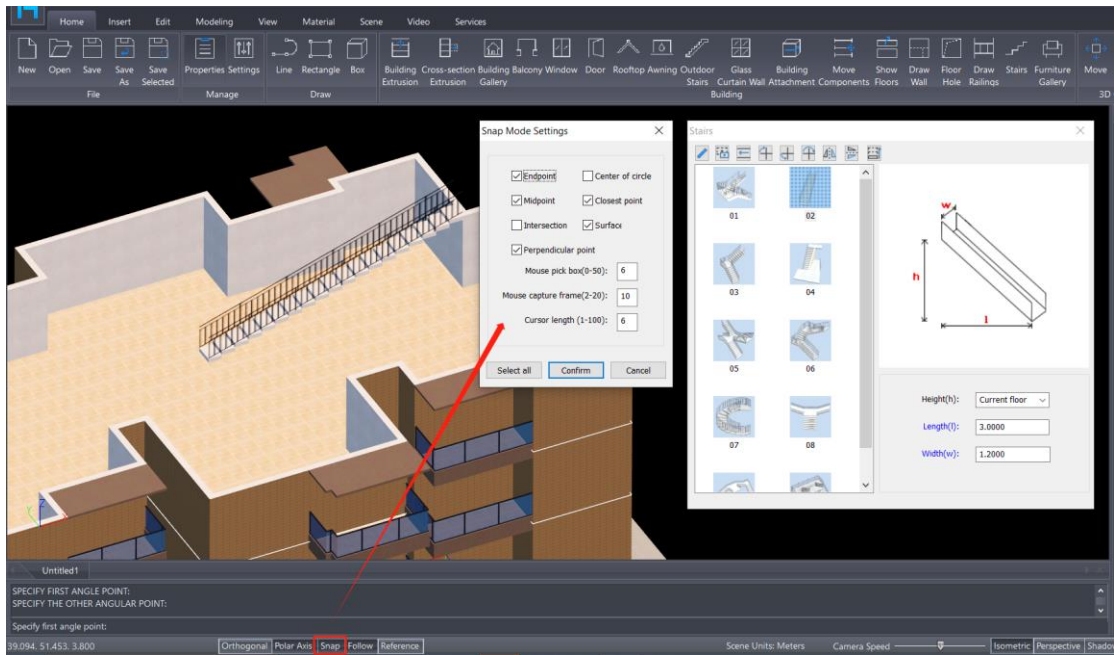 Home Insert Edit Modeling View Material Scene Video Services
New Open Save Save As Save Selected Properties Settings Line Rectangle Box Building Extrusion Cross-section Extrusion Building Gallery Balcony Window Door Rooftop Awning Outdoor Stairs Glass Curtain Wall Building Attachment Move Components Show Floors Draw Wall Floor Hole Draw Railings Stairs Furniture Gallery Move
File Manage Draw Building 3D
Snap Mode Settings
Endpoint Center of circle
Midpoint Closest point
Intersection Surface
Perpendicular point
Mouse pick box(0-50): 6
Mouse capture frame(2-20): 10
Cursor length (1-100): 6
Select all Confirm Cancel
Stairs
01 02
03 04
05 06
07 08
w
h
l
Height(h): Current floor
Length(l): 3.0000
Width(w): 1.2000
Z
Y
Untitled1
SPECIFY FIRST ANGLE POINT:
SPECIFY THE OTHER ANGULAR POINT:
Specify first angle point:
39.094. 51.453. 3.800 Orthogonal Polar Axis Snap Follow Reference Scene Units: Meters Camera Speed Isometric Perspective Shado